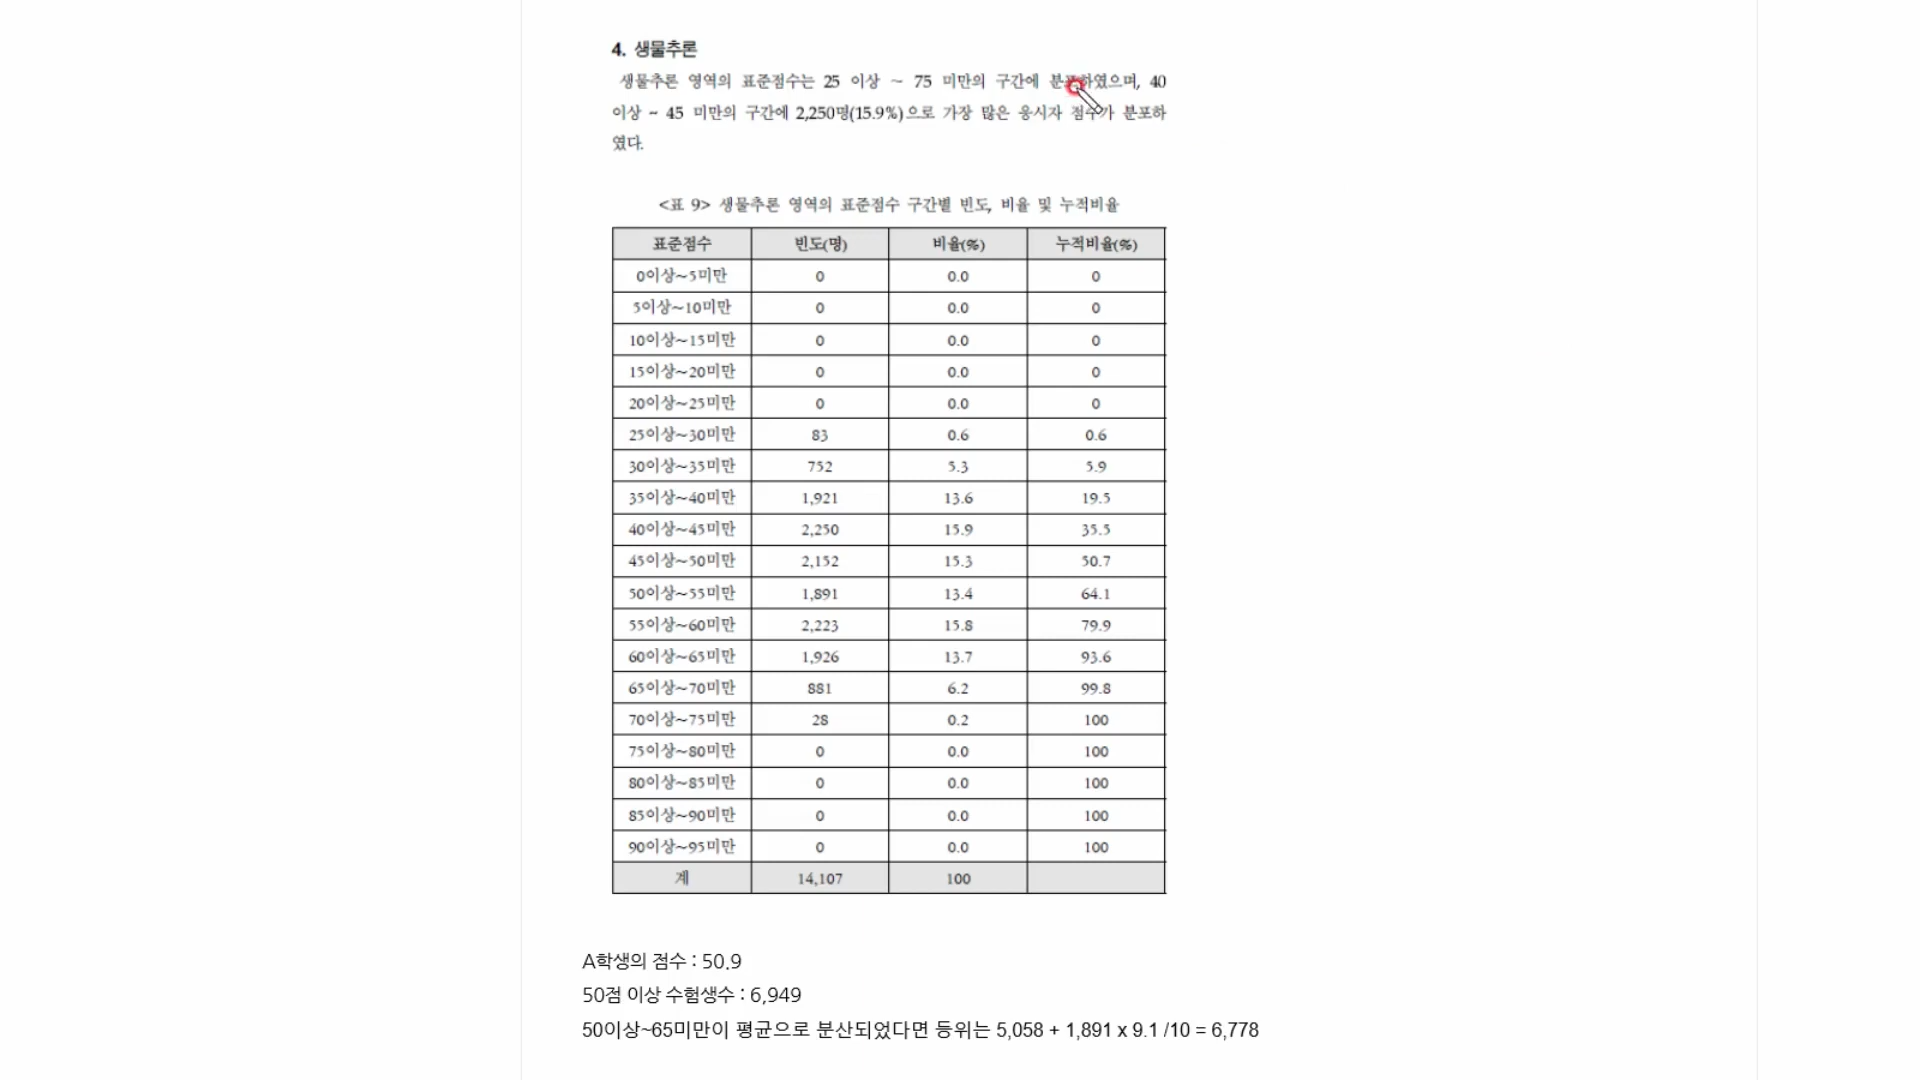 4. 생물추론
생물추론 영역의 표준점수는 25 이상 ~ 75 미만의 구간에 분포하였으며, 40
이상 ~ 45 미만의 구간에 2,250명(15.9%)으로 가장 많은 응시자 점수가 분포하
였다.
<표 9> 생물추론 영역의 표준점수 구간별 빈도, 비율 및 누적비율
표준점수 빈도(명) 비율(%) 누적비율(%)
0이상~5미만 0 0.0 0
5이상~10미만 0 0.0 0
10이상~15미만 0 0.0 0
15이상~20미만 0 0.0 0
20이상~25미만 0 0.0 0
25이상~30미만 83 0.6 0.6
30이상~35미만 752 5.3 5.9
35이상~40미만 1,921 13.6 19.5
40이상~45미만 2,250 15.9 35.5
45이상~50미만 2,152 15.3 50.7
50이상~55미만 1,891 13.4 64.1
55이상~60미만 2,223 15.8 79.9
60이상~65미만 1,926 13.7 93.6
65이상~70미만 881 6.2 99.8
70이상~75미만 28 0.2 100
75이상~80미만 0 0.0 100
80이상~85미만 0 0.0 100
85이상~90미만 0 0.0 100
90이상~95미만 0 0.0 100
계 14,107 100
A학생의 점수 : 50.9
50점 이상 수험생수 : 6,949
50이상~65미만이 평균으로 분산되었다면 등위는 5,058 + 1,891 x 9.1 /10 = 6,778